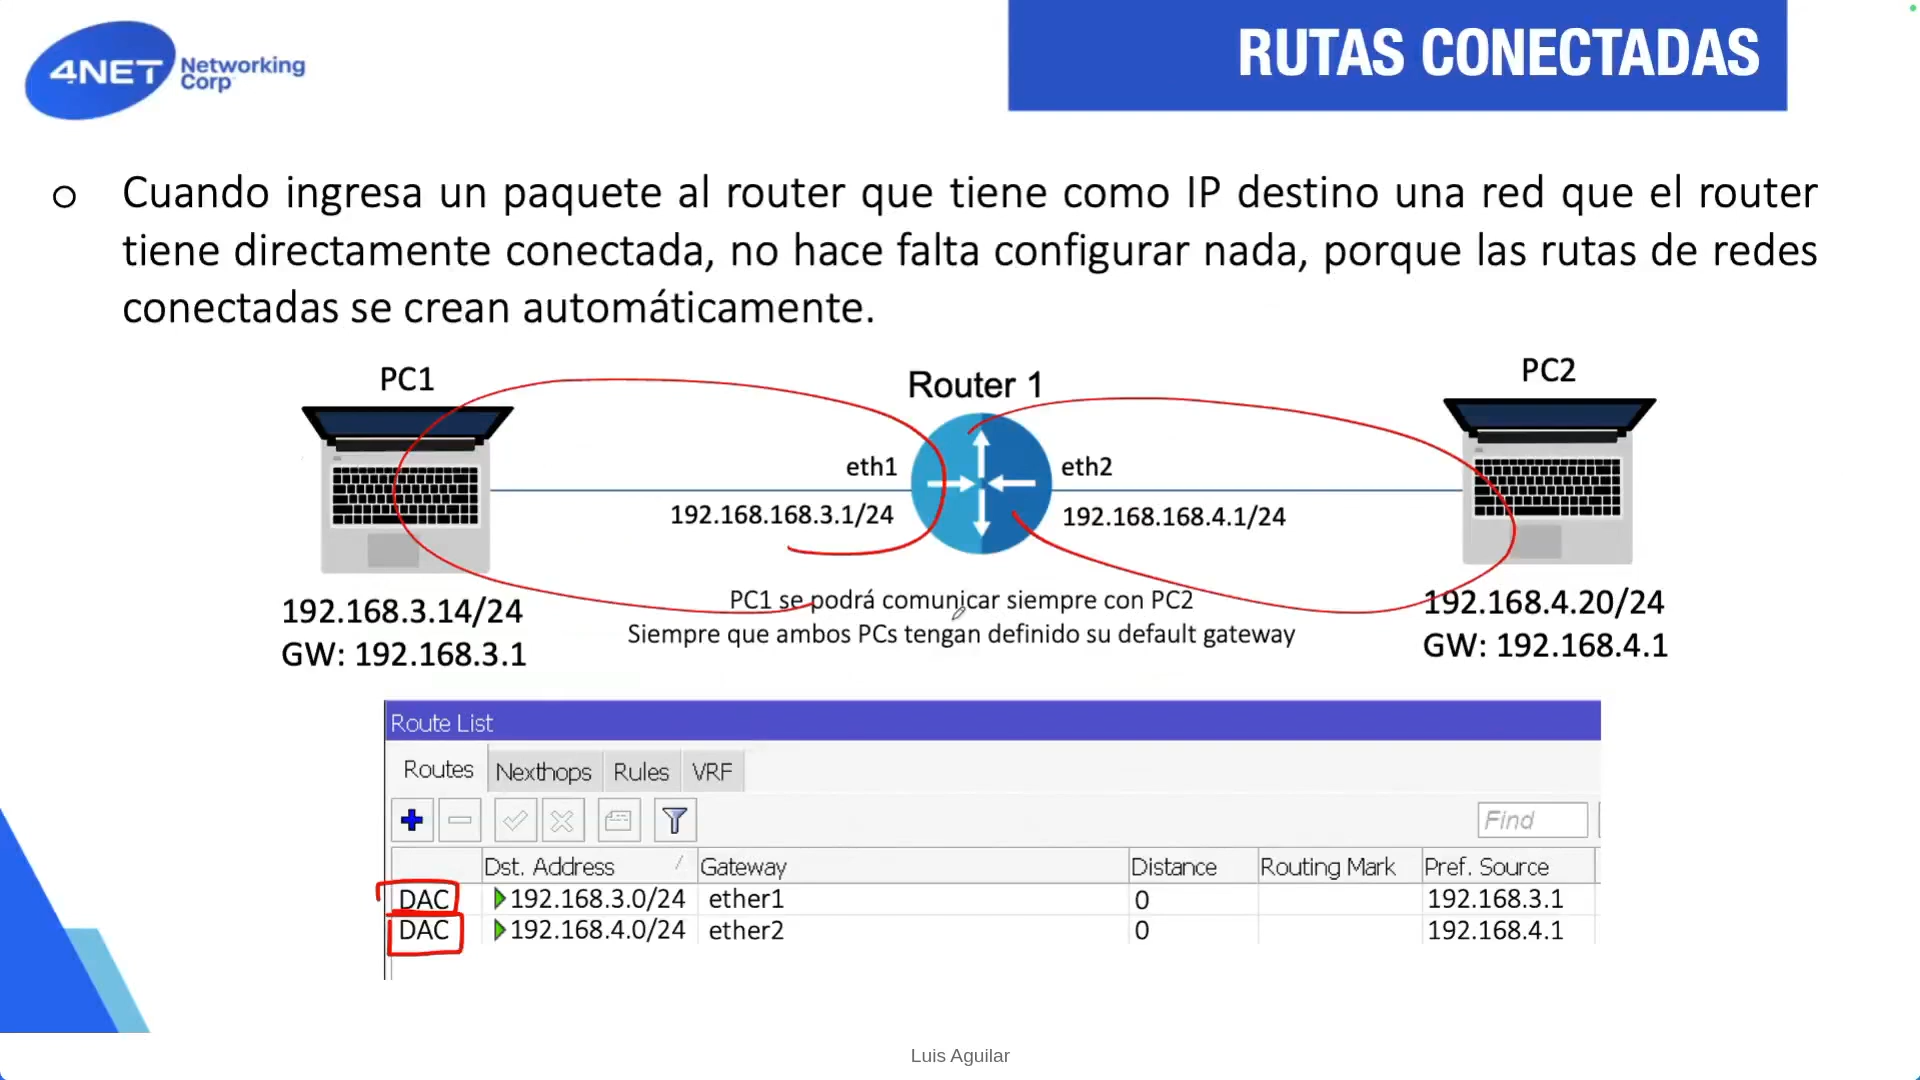 4NET Networking
Corp
RUTAS CONECTADAS
o Cuando ingresa un paquete al router que tiene como IP destino una red que el router
tiene directamente conectada, no hace falta configurar nada, porque las rutas de redes
conectadas se crean automáticamente.
PC1
Router 1
PC2
eth1
eth2
192.168.168.3.1/24
192.168.168.4.1/24
192.168.3.14/24
GW: 192.168.3.1
PC1 se podrá comunicar siempre con PC2
Siempre que ambos PCs tengan definido su default gateway
192.168.4.20/24
GW: 192.168.4.1
Route List
Routes Nexthops Rules VRF
Find
Dst. Address Gateway Distance Routing Mark Pref. Source
DAC 192.168.3.0/24 ether1 0 192.168.3.1
DAC 192.168.4.0/24 ether2 0 192.168.4.1
Luis Aguilar